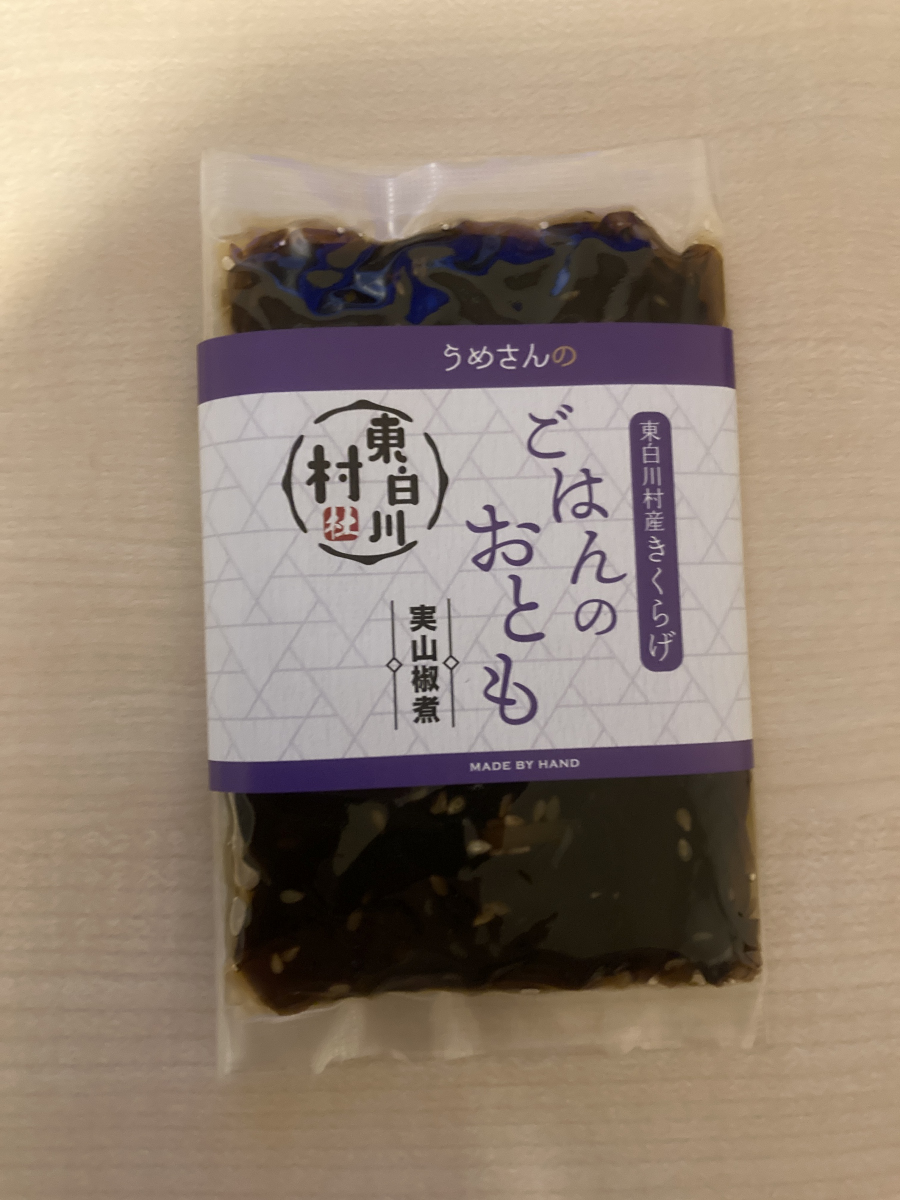 うめさんの
東白川村産きくらげ
ごはんの
おとも
東白川
村
社
実山椒煮
MADE BY HAND